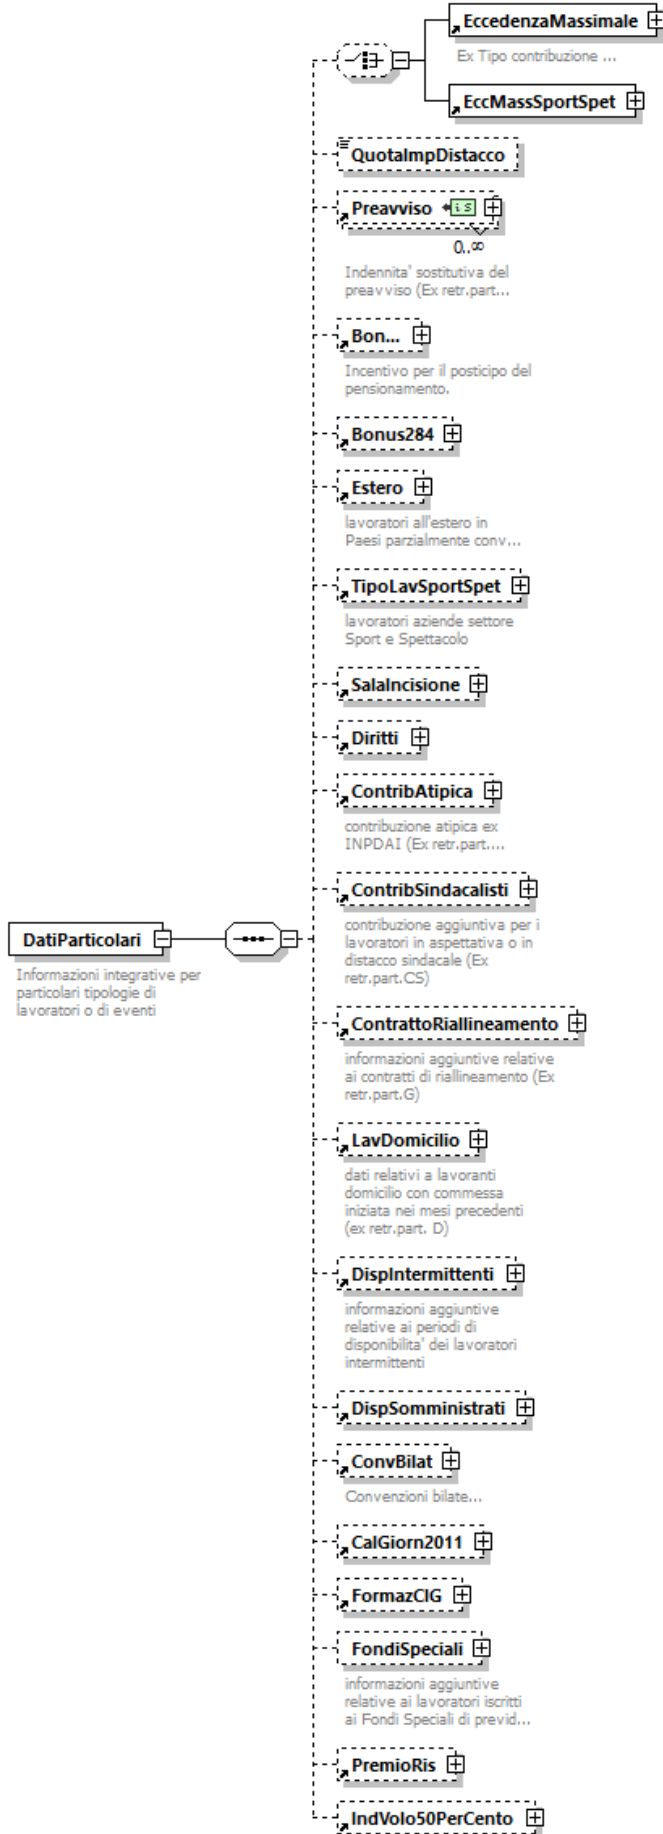 EccedenzaMassimale
Ex Tipo contribuzione ...
EccMassSportSpet
QuotaImpDistacco
Preavviso
0..∞
Indennita' sostitutiva del
preavviso (Ex retr.part...
Bon...
Incentivo per il posticipo del
pensionamento.
Bonus284
Estero
lavoratori all'estero in
Paesi parzialmente conv...
TipoLavSportSpet
lavoratori aziende settore
Sport e Spettacolo
SalaIncisione
Diritti
ContribAtipica
contribuzione atipica ex
INPDAI (Ex retr.part....
ContribSindacalisti
contribuzione aggiuntiva per i
lavoratori in aspettativa o in
distacco sindacale (Ex
retr.part.CS)
DatiParticolari
Informazioni integrative per
particolari tipologie di
lavoratori o di eventi
ContrattoRiallineamento
informazioni aggiuntive relative
ai contratti di riallineamento (Ex
retr.part.G)
LavDomicilio
dati relativi a lavoranti
domicilio con commessa
iniziata nei mesi precedenti
(ex retr.part. D)
DispIntermittenti
informazioni aggiuntive
relative ai periodi di
disponibilita' dei lavoratori
intermittenti
DispSomministrati
ConvBilat
Convenzioni bilate...
CalGiorn2011
FormazCIG
FondiSpeciali
informazioni aggiuntive
relative ai lavoratori iscritti
ai Fondi Speciali di previd...
PremioRis
IndVolo50PerCento